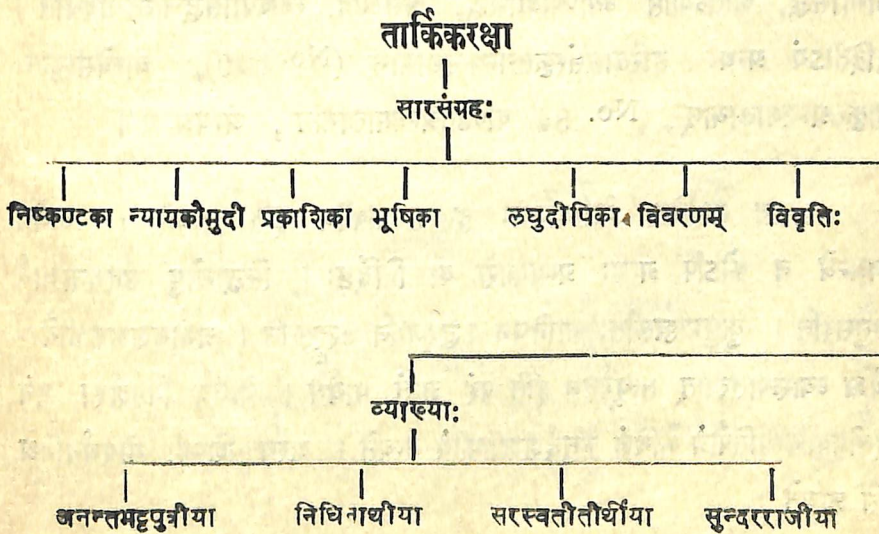 तार्किकरक्षा
सारसंग्रहः
निष्कण्टका न्यायकौमुदी प्रकाशिका भूषिका लघुदीपिका विवरणम् विवृतिः
व्याख्याः
अनन्तभट्टपुत्रीया निधिनाथीया सरस्वतीतीर्थीया सुन्दरराजीया